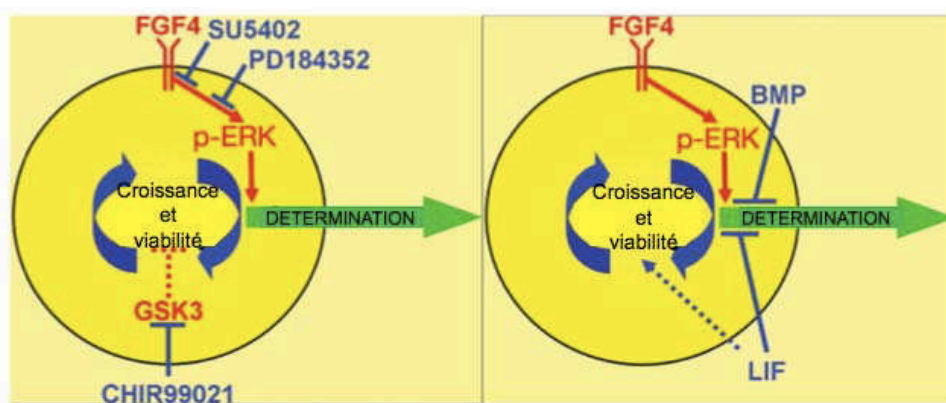 FGF4
SU5402
PD184352
p-ERK
Croissance
et
viabilité
DETERMINATION
GSK3
CHIR99021
FGF4
BMP
p-ERK
Croissance
et
viabilité
DETERMINATION
LIF